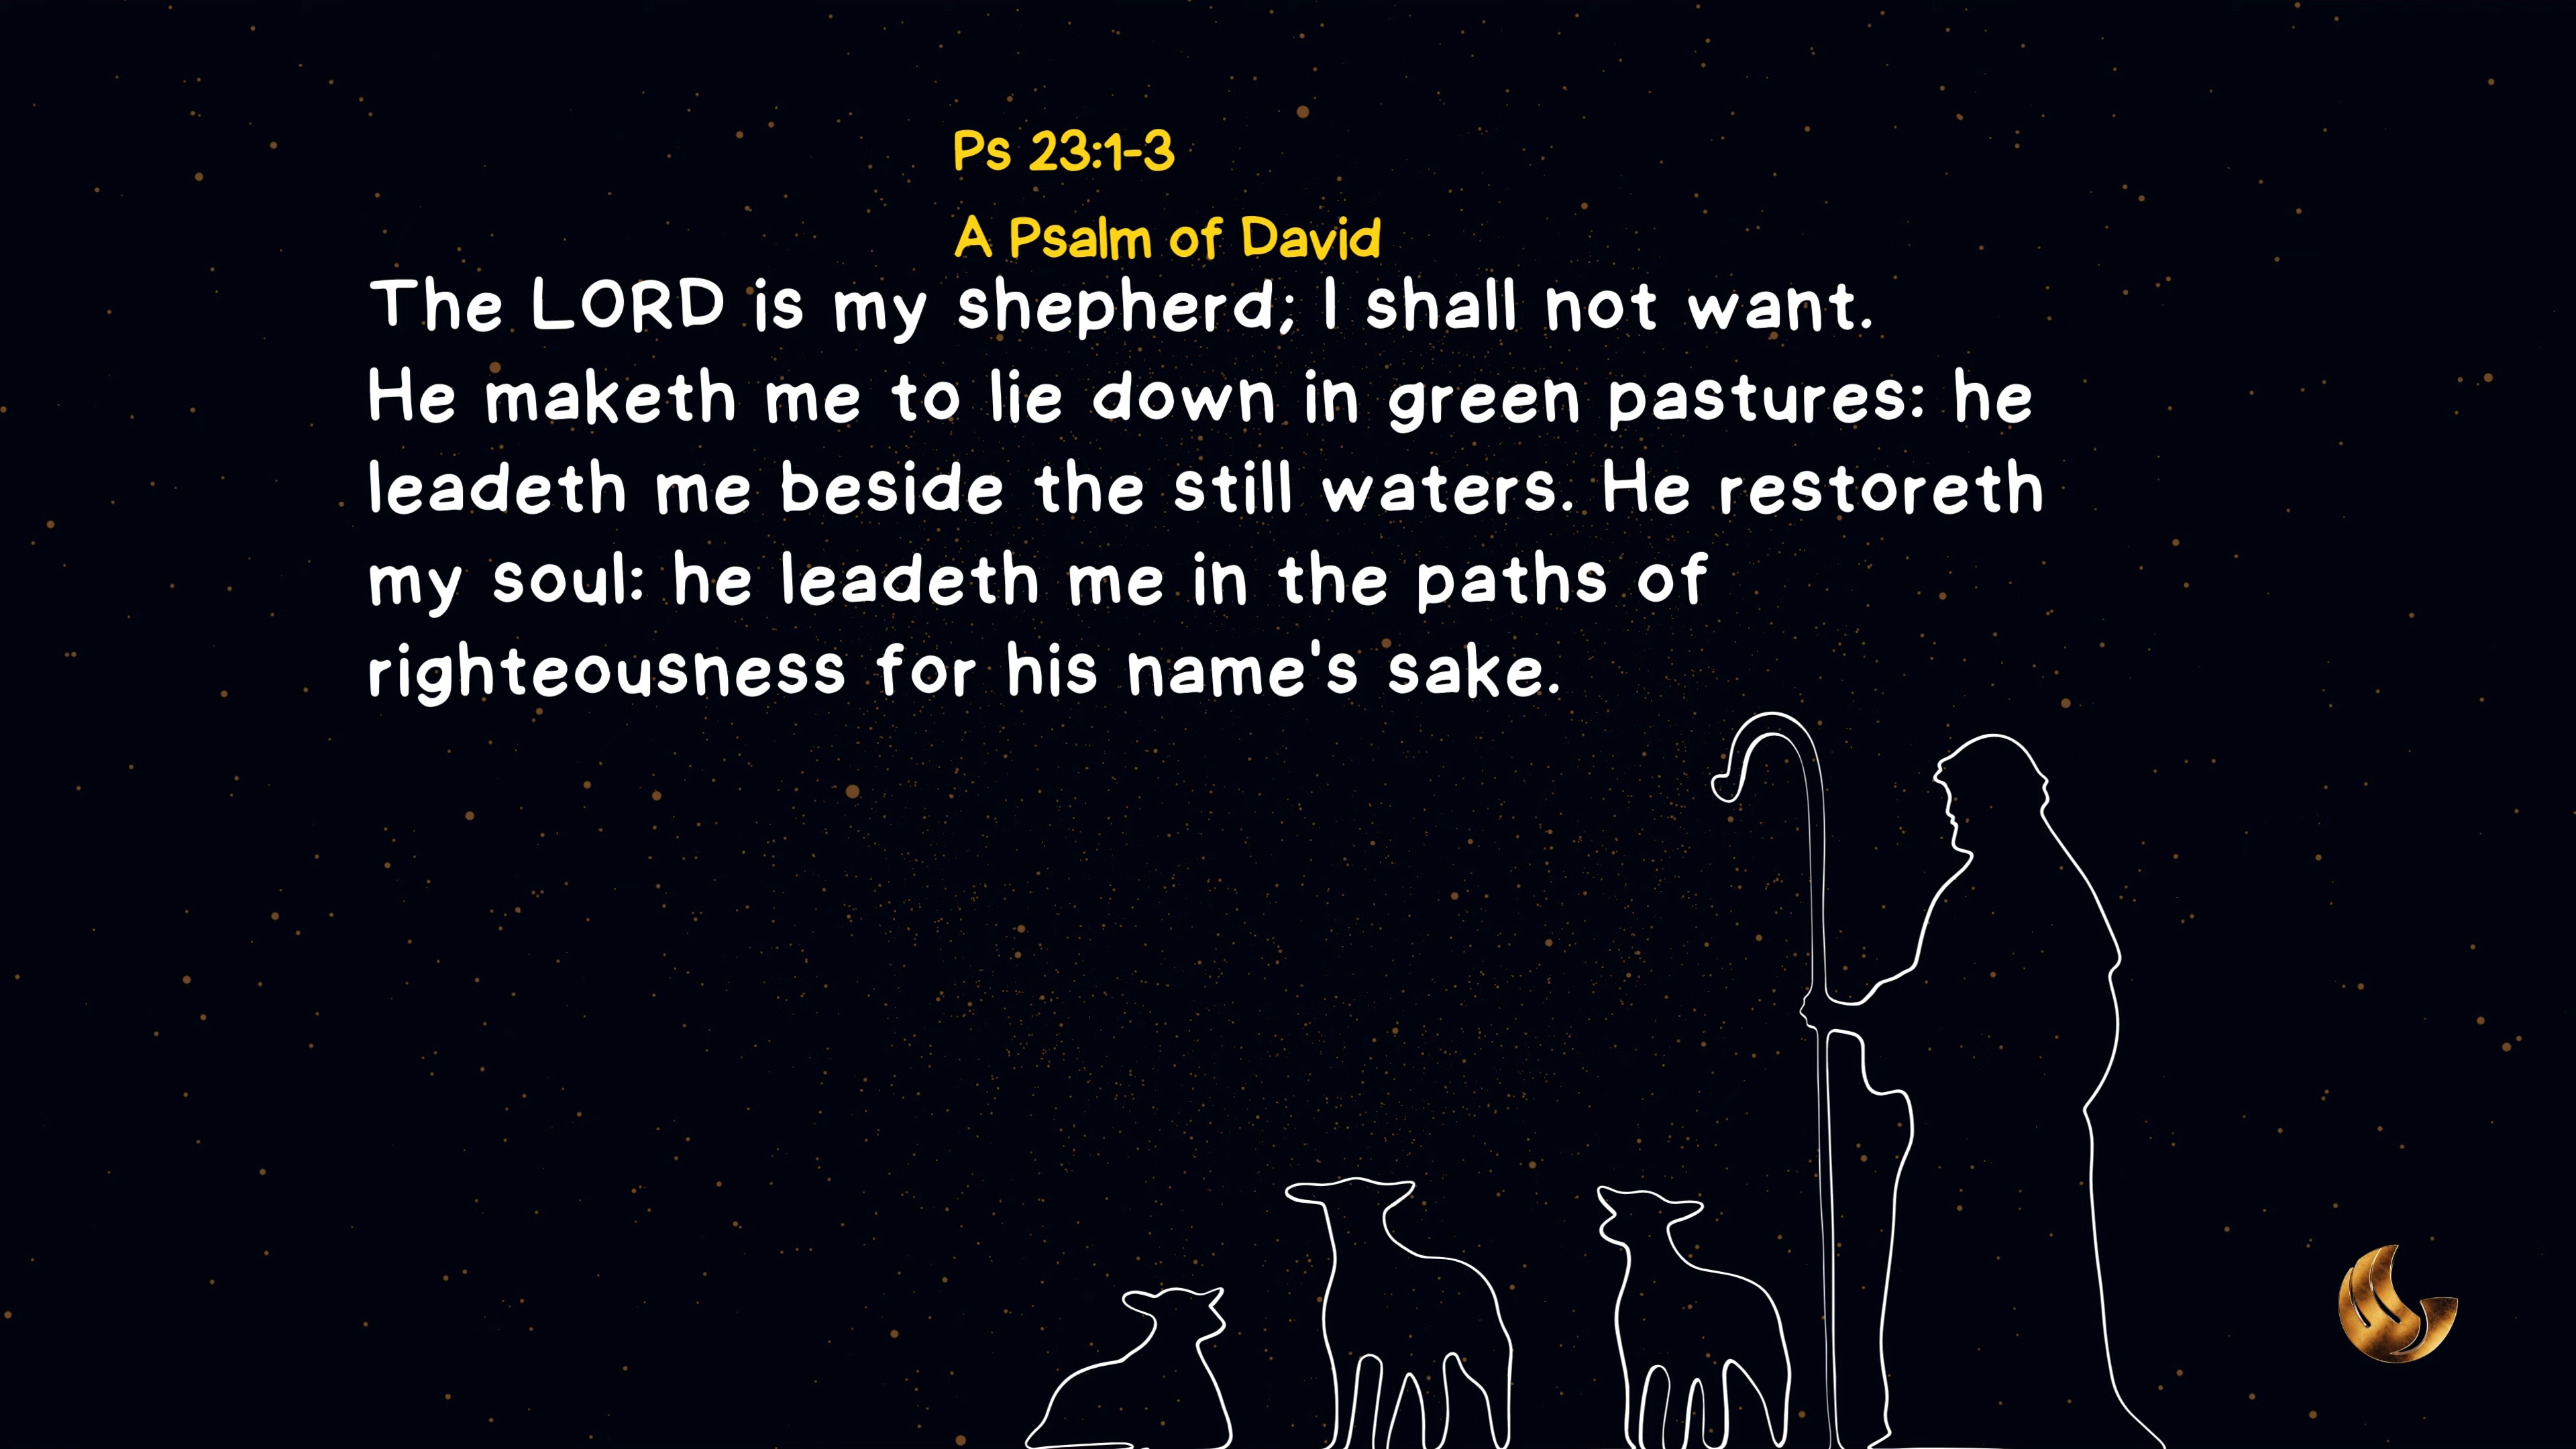 Ps 23:1-3
A Psalm of David
The LORD is my shepherd; I shall not want.
He maketh me to lie down in green pastures: he
leadeth me beside the still waters. He restoreth
my soul: he leadeth me in the paths of
righteousness for his name's sake.